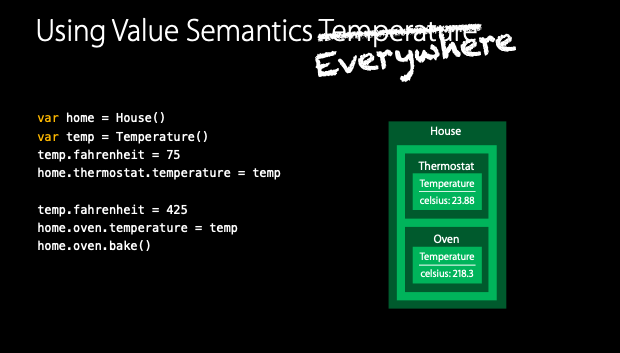 Using Value Semantics Temperature
Everywhere
var home = House()
var temp = Temperature()
temp.fahrenheit = 75
home.thermostat.temperature = temp
temp.fahrenheit = 425
home.oven.temperature = temp
home.oven.bake()
House
Thermostat
Temperature
celsius: 23.88
Oven
Temperature
celsius: 218.3